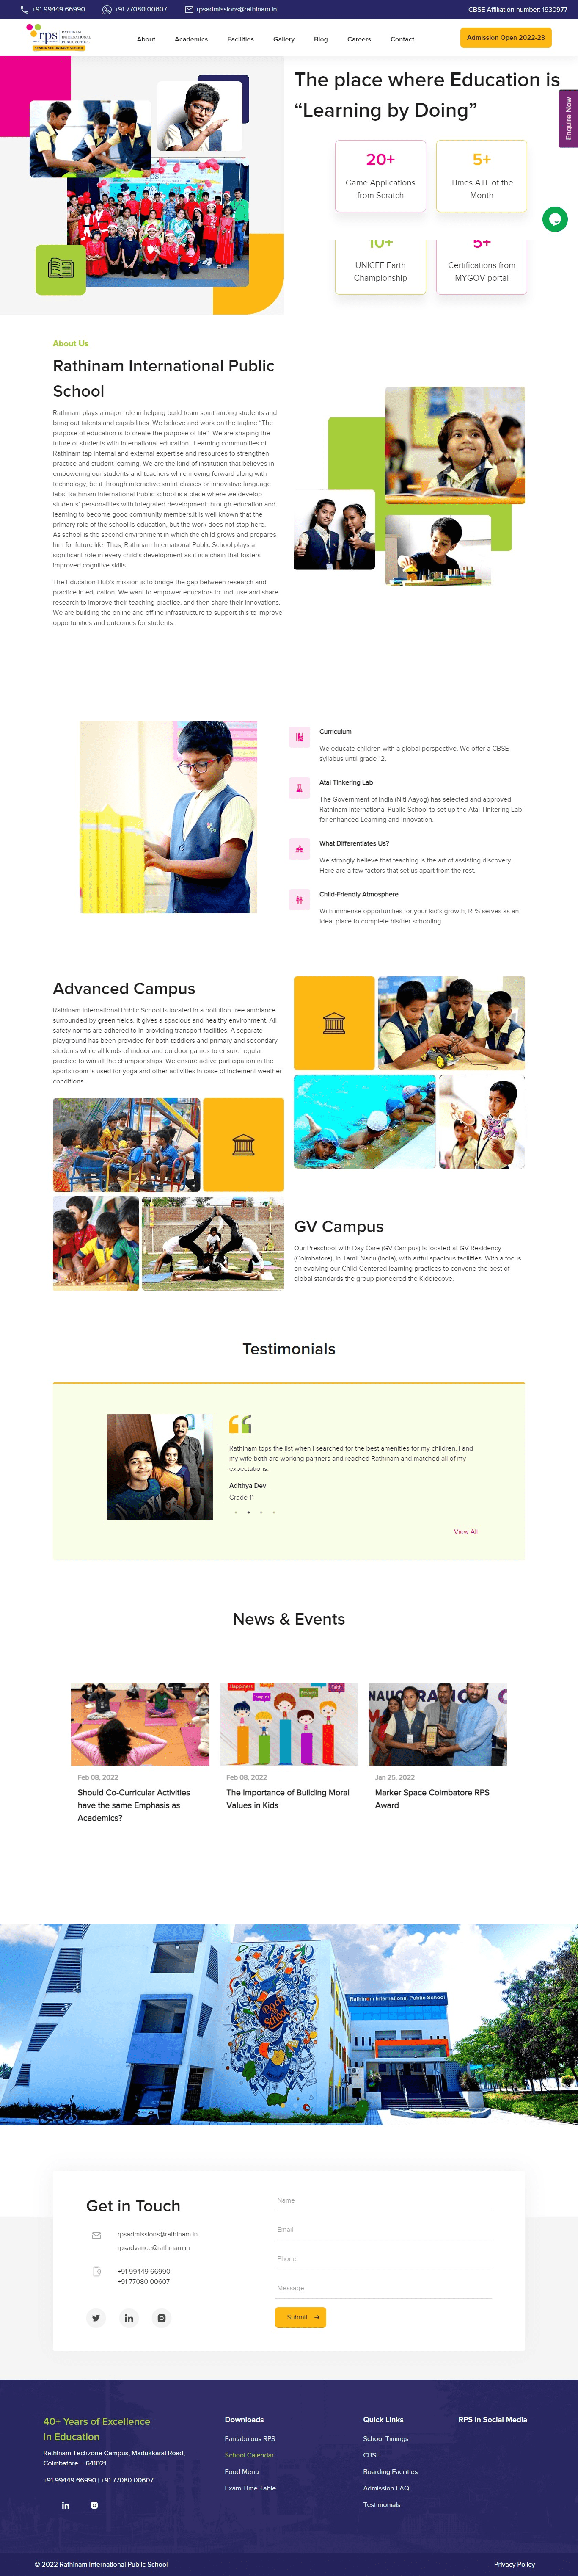 +91 99449 66990
+91 77080 00607
rpsadmissions@rathinam.in
CBSE Affiliation number: 1930977
rps
RATHINAM
INTERNATIONAL
PUBLIC SCHOOL
SENIOR SECONDARY SCHOOL
About
Academics
Facilities
Gallery
Blog
Careers
Contact
Admission Open 2022-23
Enquire Now
The place where Education is
“Learning by Doing”
20+
Game Applications
from Scratch
5+
Times ATL of the
Month
10+
UNICEF Earth
Championship
5+
Certifications from
MYGOV portal
About Us
Rathinam International Public
School
Rathinam plays a major role in helping build team spirit among students and
bring out talents and capabilities. We believe and work on the tagline “The
purpose of education is to create the purpose of life”. We are shaping the
future of students with international education.  Learning communities of
Rathinam tap internal and external expertise and resources to strengthen
practice and student learning. We are the kind of institution that believes in
empowering our students and teachers while moving forward along with
technology, be it through interactive smart classes or innovative language
labs. Rathinam International Public school is a place where we develop
students’ personalities with integrated development through education and
learning to become good community members.It is well known that the
primary role of the school is education, but the work does not stop here.
As school is the second environment in which the child grows and prepares
him for future life. Thus, Rathinam International Public School plays a
significant role in every child’s development as it is a chain that fosters
improved cognitive skills.
The Education Hub’s mission is to bridge the gap between research and
practice in education. We want to empower educators to find, use and share
research to improve their teaching practice, and then share their innovations.
We are building the online and offline infrastructure to support this to improve
opportunities and outcomes for students.
Curriculum
We educate children with a global perspective, We offer a CBSE
syllabus until grade 12.
Atal Tinkering Lab
The Government of India (Niti Aayog) has selected and approved
Rathinam International Public School to set up the Atal Tinkering Lab
for enhanced Learning and Innovation.
What Differentiates Us?
We strongly believe that teaching is the art of assisting discovery.
Here are a few factors that set us apart from the rest.
Child-Friendly Atmosphere
With immense opportunities for your kid’s growth, RPS serves as an
ideal place to complete his/her schooling.
Advanced Campus
Rathinam International Public School is located in a pollution-free ambiance
surrounded by green fields. It gives a spacious and healthy environment. All
safety norms are adhered to in providing transport facilities. A separate
playground has been provided for both toddlers and primary and secondary
students while all kinds of indoor and outdoor games to ensure regular
practice to win all the championships. We ensure active participation in the
sports room is used for yoga and other activities in case of inclement weather
conditions.
GV Campus
Our Preschool with Day Care (GV Campus) is located at GV Residency
(Coimbatore), in Tamil Nadu (India), with artful spacious facilities. With a focus
on evolving our Child-Centered learning practices to convene the best of
global standards the group pioneered the Kiddiecove.
Testimonials
Rathinam tops the list when I searched for the best amenities for my children. I and
my wife both are working partners and reached Rathinam and matched all of my
expectations.
Adithya Dev
Grade 11
View All
News & Events
Happiness
Support
Respect
Faith
Feb 08, 2022
Should Co-Curricular Activities
have the same Emphasis as
Academics?
Feb 08, 2022
The Importance of Building Moral
Values in Kids
Jan 25, 2022
Marker Space Coimbatore RPS
Award
Rathinam International Public School
Get in Touch
rpsadmissions@rathinam.in
rpsadvance@rathinam.in
+91 99449 66990
+91 77080 00607
Name
Email
Phone
Message
Submit
40+ Years of Excellence
in Education
Rathinam Techzone Campus, Madukkarai Road,
Coimbatore – 641021
+91 99449 66990 | +91 77080 00607
Downloads
Fantabulous RPS
School Calendar
Food Menu
Exam Time Table
Quick Links
School Timings
CBSE
Boarding Facilities
Admission FAQ
Testimonials
RPS in Social Media
© 2022 Rathinam International Public School
Privacy Policy